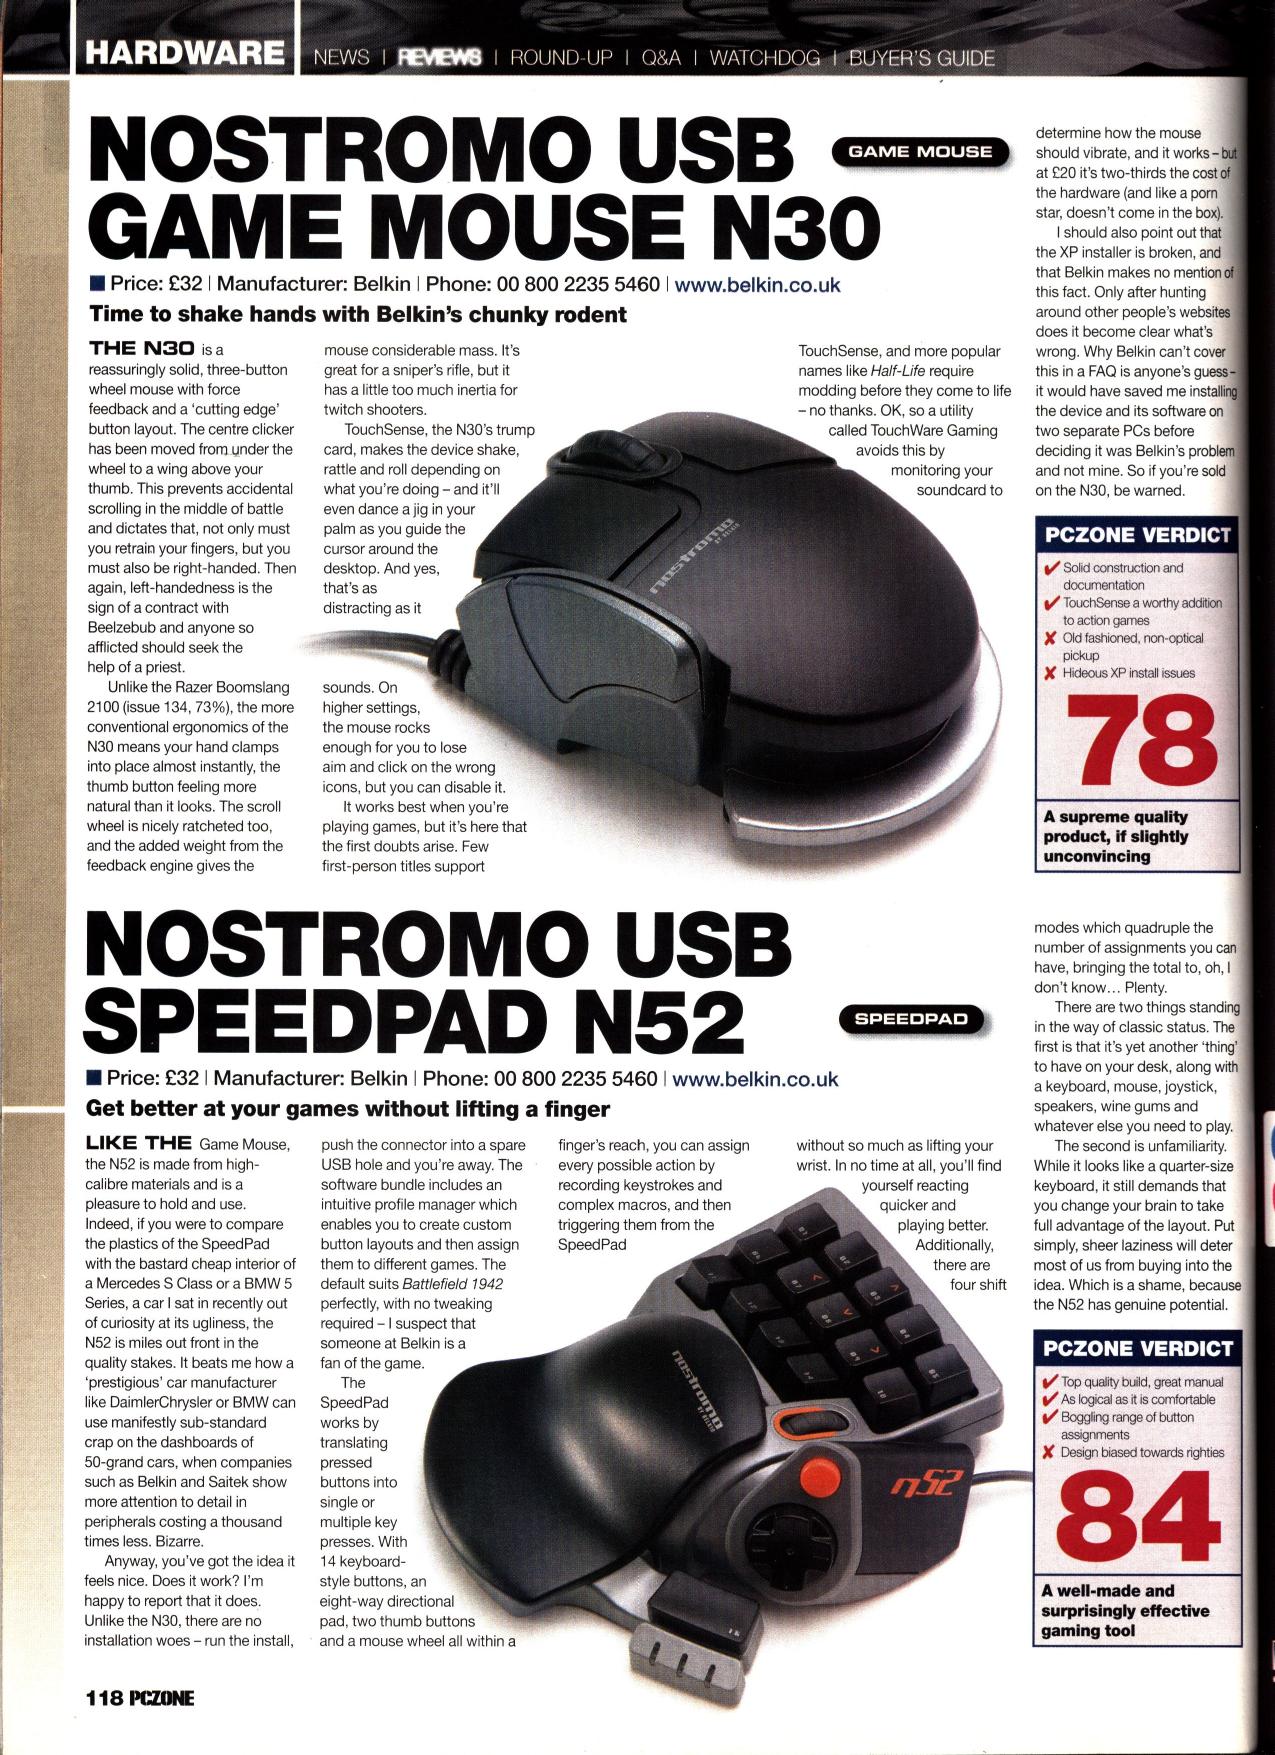 HARDWARE
NEWS | REVIEWS | ROUND-UP | Q&A | WATCHDOG | BUYER'S GUIDE
NOSTROMO USB
GAME MOUSE N30
GAME MOUSE
■ Price: £32 | Manufacturer: Belkin | Phone: 00 800 2235 5460 | www.belkin.co.uk
Time to shake hands with Belkin's chunky rodent
THE N30 is a
reassuringly solid, three-button
wheel mouse with force
feedback and a 'cutting edge'
button layout. The centre clicker
has been moved from under the
wheel to a wing above your
thumb. This prevents accidental
scrolling in the middle of battle
and dictates that, not only must
you retrain your fingers, but you
must also be right-handed. Then
again, left-handedness is the
sign of a contract with
Beelzebub and anyone so
afflicted should seek the
help of a priest.
Unlike the Razer Boomslang
2100 (issue 134, 73%), the more
conventional ergonomics of the
N30 means your hand clamps
into place almost instantly, the
thumb button feeling more
natural than it looks. The scroll
wheel is nicely ratcheted too,
and the added weight from the
feedback engine gives the
mouse considerable mass. It's
great for a sniper's rifle, but it
has a little too much inertia for
twitch shooters.
TouchSense, the N30's trump
card, makes the device shake,
rattle and roll depending on
what you're doing – and it'll
even dance a jig in your
palm as you guide the
cursor around the
desktop. And yes,
that's as
distracting as it
sounds. On
higher settings,
the mouse rocks
enough for you to lose
aim and click on the wrong
icons, but you can disable it.
It works best when you're
playing games, but it's here that
the first doubts arise. Few
first-person titles support
TouchSense, and more popular
names like Half-Life require
modding before they come to life
– no thanks. OK, so a utility
called TouchWare Gaming
avoids this by
monitoring your
soundcard to
determine how the mouse
should vibrate, and it works – but
at £20 it's two-thirds the cost of
the hardware (and like a porn
star, doesn't come in the box).
I should also point out that
the XP installer is broken, and
that Belkin makes no mention of
this fact. Only after hunting
around other people's websites
does it become clear what's
wrong. Why Belkin can't cover
this in a FAQ is anyone's guess –
it would have saved me installing
the device and its software on
two separate PCs before
deciding it was Belkin's problem
and not mine. So if you're sold
on the N30, be warned.
nostromo
BY BELKIN
PCZONE VERDICT
✔ Solid construction and
documentation
✔ TouchSense a worthy addition
to action games
✘ Old fashioned, non-optical
pickup
✘ Hideous XP install issues
78
A supreme quality
product, if slightly
unconvincing
NOSTROMO USB
SPEEDPAD N52
SPEEDPAD
■ Price: £32 | Manufacturer: Belkin | Phone: 00 800 2235 5460 | www.belkin.co.uk
Get better at your games without lifting a finger
LIKE THE Game Mouse,
the N52 is made from high-
calibre materials and is a
pleasure to hold and use.
Indeed, if you were to compare
the plastics of the SpeedPad
with the bastard cheap interior of
a Mercedes S Class or a BMW 5
Series, a car I sat in recently out
of curiosity at its ugliness, the
N52 is miles out front in the
quality stakes. It beats me how a
'prestigious' car manufacturer
like DaimlerChrysler or BMW can
use manifestly sub-standard
crap on the dashboards of
50-grand cars, when companies
such as Belkin and Saitek show
more attention to detail in
peripherals costing a thousand
times less. Bizarre.
Anyway, you've got the idea it
feels nice. Does it work? I'm
happy to report that it does.
Unlike the N30, there are no
installation woes – run the install,
push the connector into a spare
USB hole and you're away. The
software bundle includes an
intuitive profile manager which
enables you to create custom
button layouts and then assign
them to different games. The
default suits Battlefield 1942
perfectly, with no tweaking
required – I suspect that
someone at Belkin is a
fan of the game.
The
SpeedPad
works by
translating
pressed
buttons into
single or
multiple key
presses. With
14 keyboard-
style buttons, an
eight-way directional
pad, two thumb buttons
and a mouse wheel all within a
finger's reach, you can assign
every possible action by
recording keystrokes and
complex macros, and then
triggering them from the
SpeedPad
without so much as lifting your
wrist. In no time at all, you'll find
yourself reacting
quicker and
playing better.
Additionally,
there are
four shift
modes which quadruple the
number of assignments you can
have, bringing the total to, oh, I
don't know... Plenty.
There are two things standing
in the way of classic status. The
first is that it's yet another 'thing'
to have on your desk, along with
a keyboard, mouse, joystick,
speakers, wine gums and
whatever else you need to play.
The second is unfamiliarity.
While it looks like a quarter-size
keyboard, it still demands that
you change your brain to take
full advantage of the layout. Put
simply, sheer laziness will deter
most of us from buying into the
idea. Which is a shame, because
the N52 has genuine potential.
nostromo
BY BELKIN
n52
PCZONE VERDICT
✔ Top quality build, great manual
✔ As logical as it is comfortable
✔ Boggling range of button
assignments
✘ Design biased towards righties
84
A well-made and
surprisingly effective
gaming tool
118 PCZONE